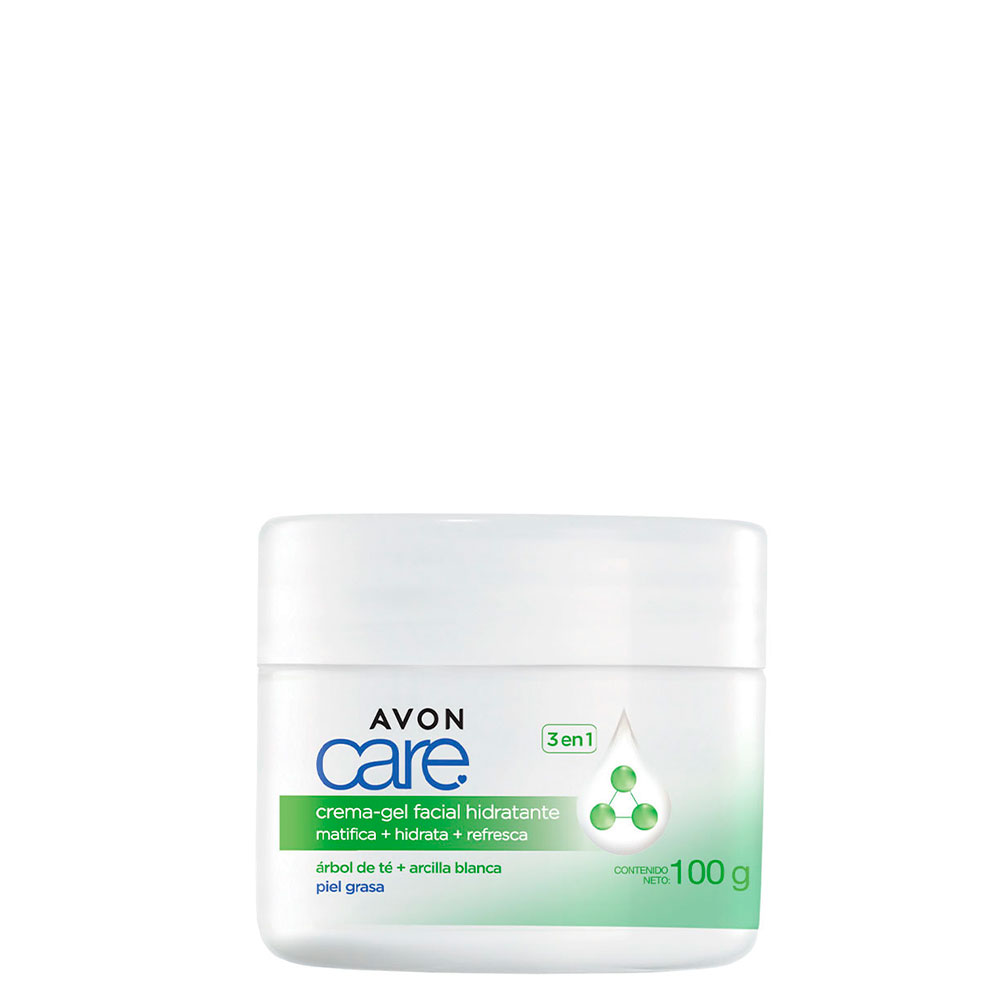 AVON
care
3 en 1
crema-gel facial hidratante
matifica + hidrata + refresca
árbol de té + arcilla blanca
piel grasa
CONTENIDO
NETO: 100 g